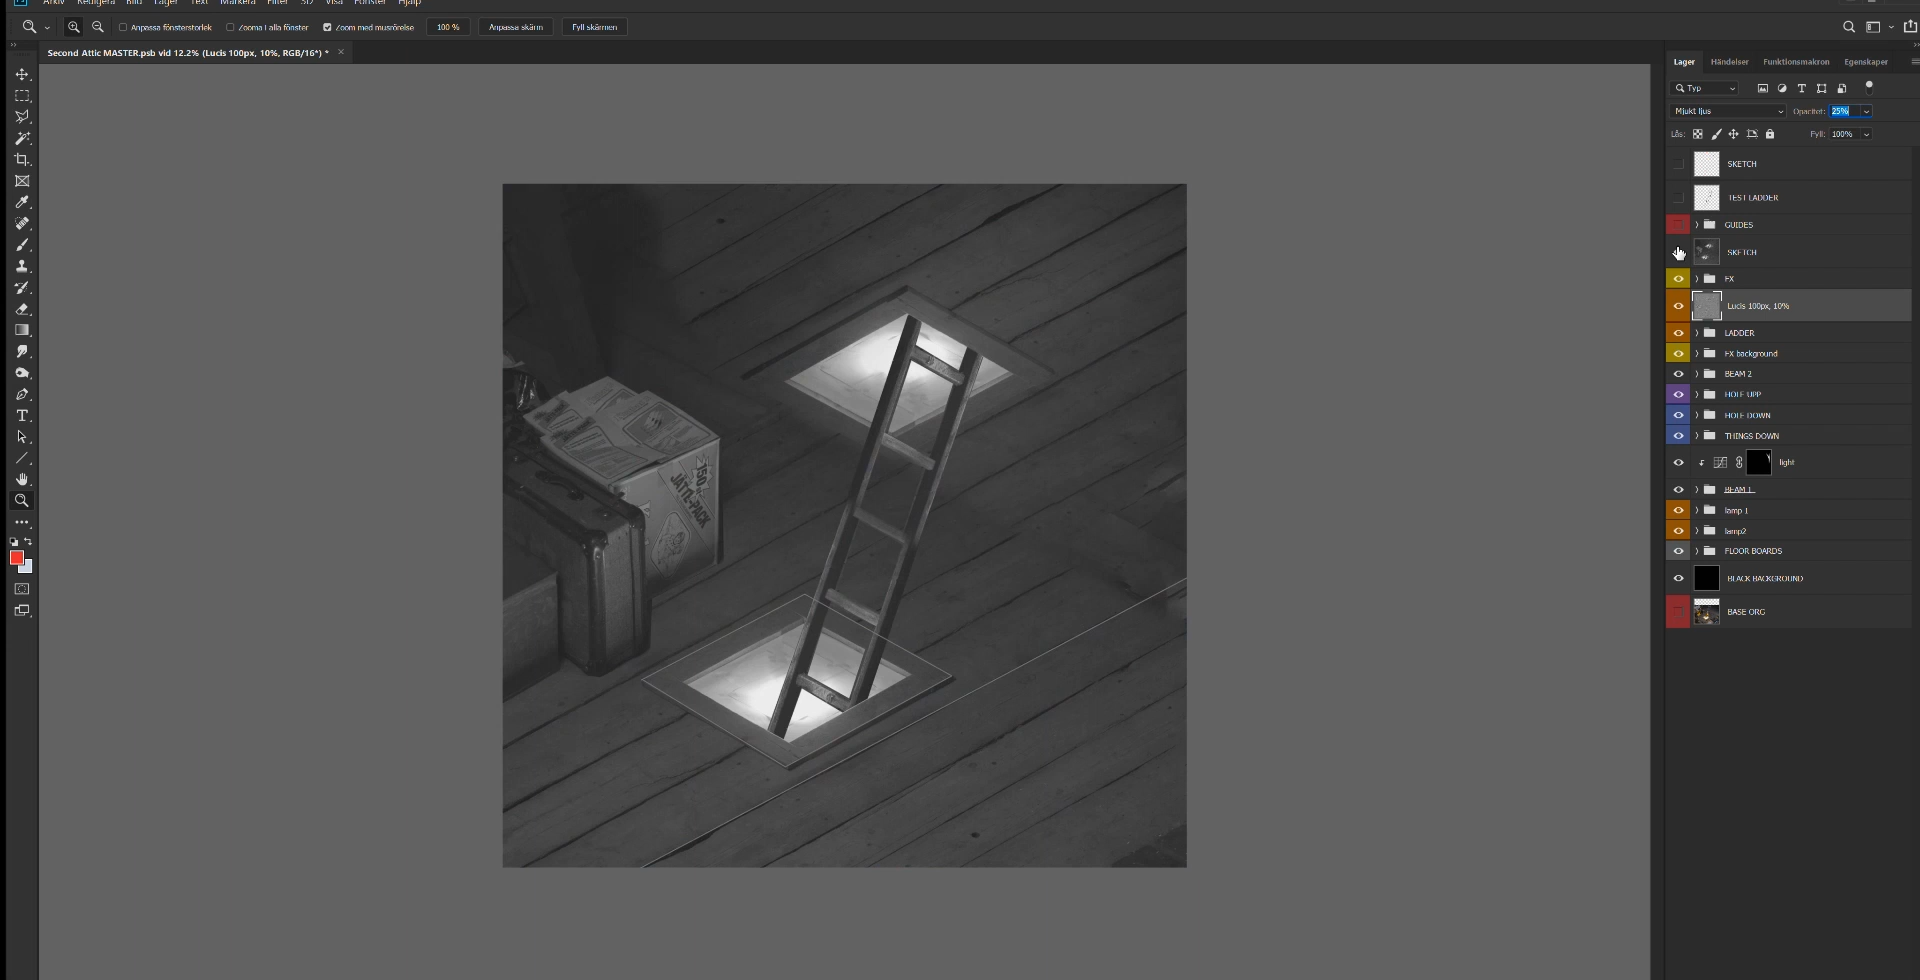 Arkiv Redigera Bild Lager Text Markera Filter 3D Visa Fönster Hjälp
Anpassa fönsterstorlek Zooma i alla fönster Zoom med musrörelse 100 % Anpassa skärm Fyll skärmen
Second Attic MASTER.psb vid 12.2% (Lucis 100px, 10%, RGB/16*) *
Lager Händelser Funktionsmakron Egenskaper
Typ
Mjukt ljus Opacitet: 25%
Lås: Fyll: 100%
SKETCH
TEST LADDER
GUIDES
SKETCH
FX
Lucis 100px, 10%
LADDER
FX background
BEAM 2
HOLE UPP
HOLE DOWN
THINGS DOWN
light
BEAM 1
lamp 1
lamp2
FLOOR BOARDS
BLACK BACKGROUND
BASE ORG
150
JÄTTE-PACK